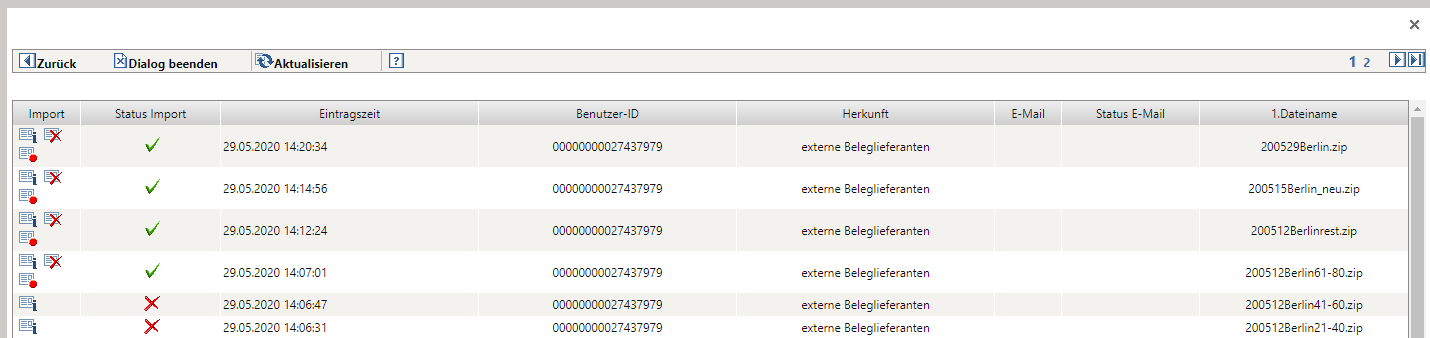 Zurück Dialog beenden Aktualisieren ? 1 2
Import Status Import Eintragszeit Benutzer-ID Herkunft E-Mail Status E-Mail 1.Dateiname
29.05.2020 14:20:34 00000000027437979 externe Beleglieferanten 200529Berlin.zip
29.05.2020 14:14:56 00000000027437979 externe Beleglieferanten 200515Berlin_neu.zip
29.05.2020 14:12:24 00000000027437979 externe Beleglieferanten 200512Berlinrest.zip
29.05.2020 14:07:01 00000000027437979 externe Beleglieferanten 200512Berlin61-80.zip
29.05.2020 14:06:47 00000000027437979 externe Beleglieferanten 200512Berlin41-60.zip
29.05.2020 14:06:31 00000000027437979 externe Beleglieferanten 200512Berlin21-40.zip